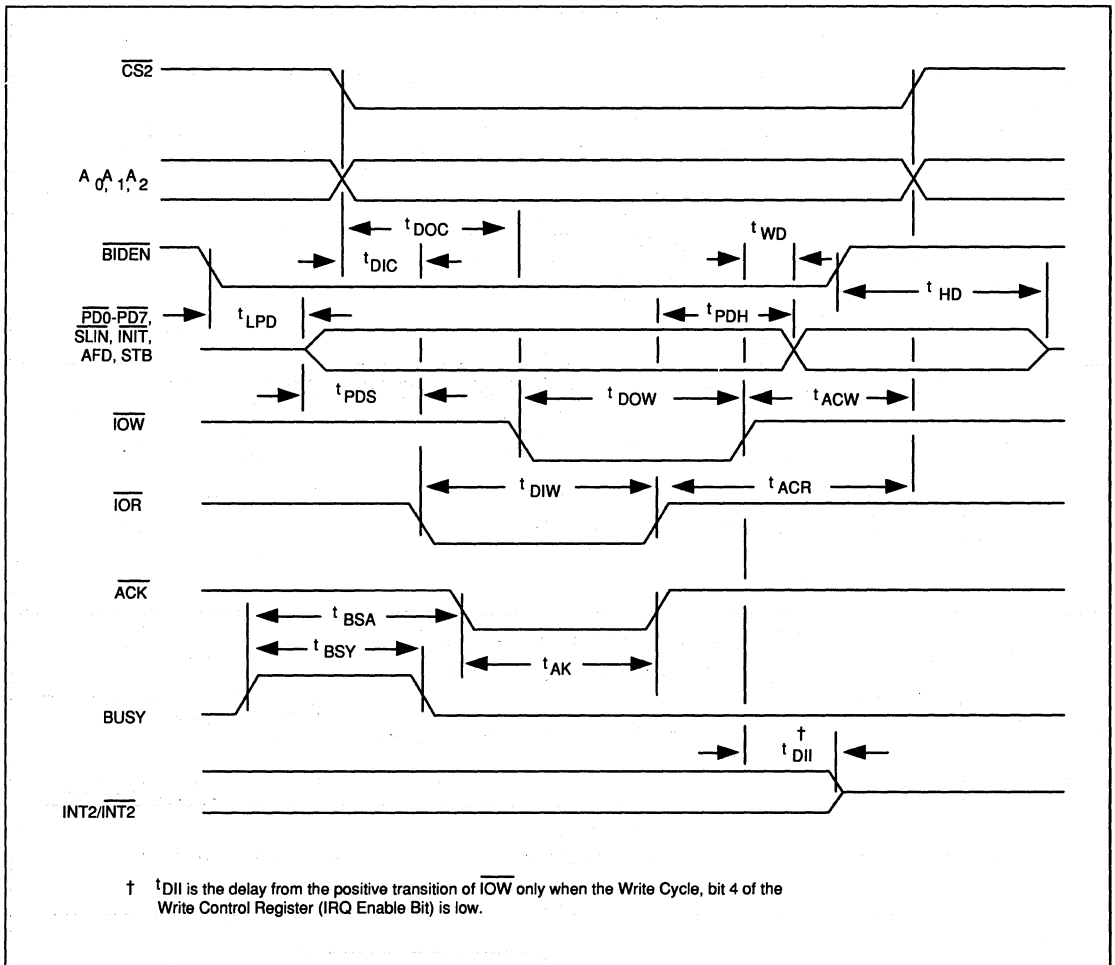 CS2
A0, A1, A2
tDOC
tWD
BIDEN
tDIC
tHD
PD0-PD7,
SLIN, INIT,
AFD, STB
tLPD
tPDH
tPDS
tDOW
tACW
IOW
tDIW
tACR
IOR
ACK
tBSA
tBSY
tAK
BUSY
†
tDII
INT2/INT2
† tDII is the delay from the positive transition of IOW only when the Write Cycle, bit 4 of the
Write Control Register (IRQ Enable Bit) is low.